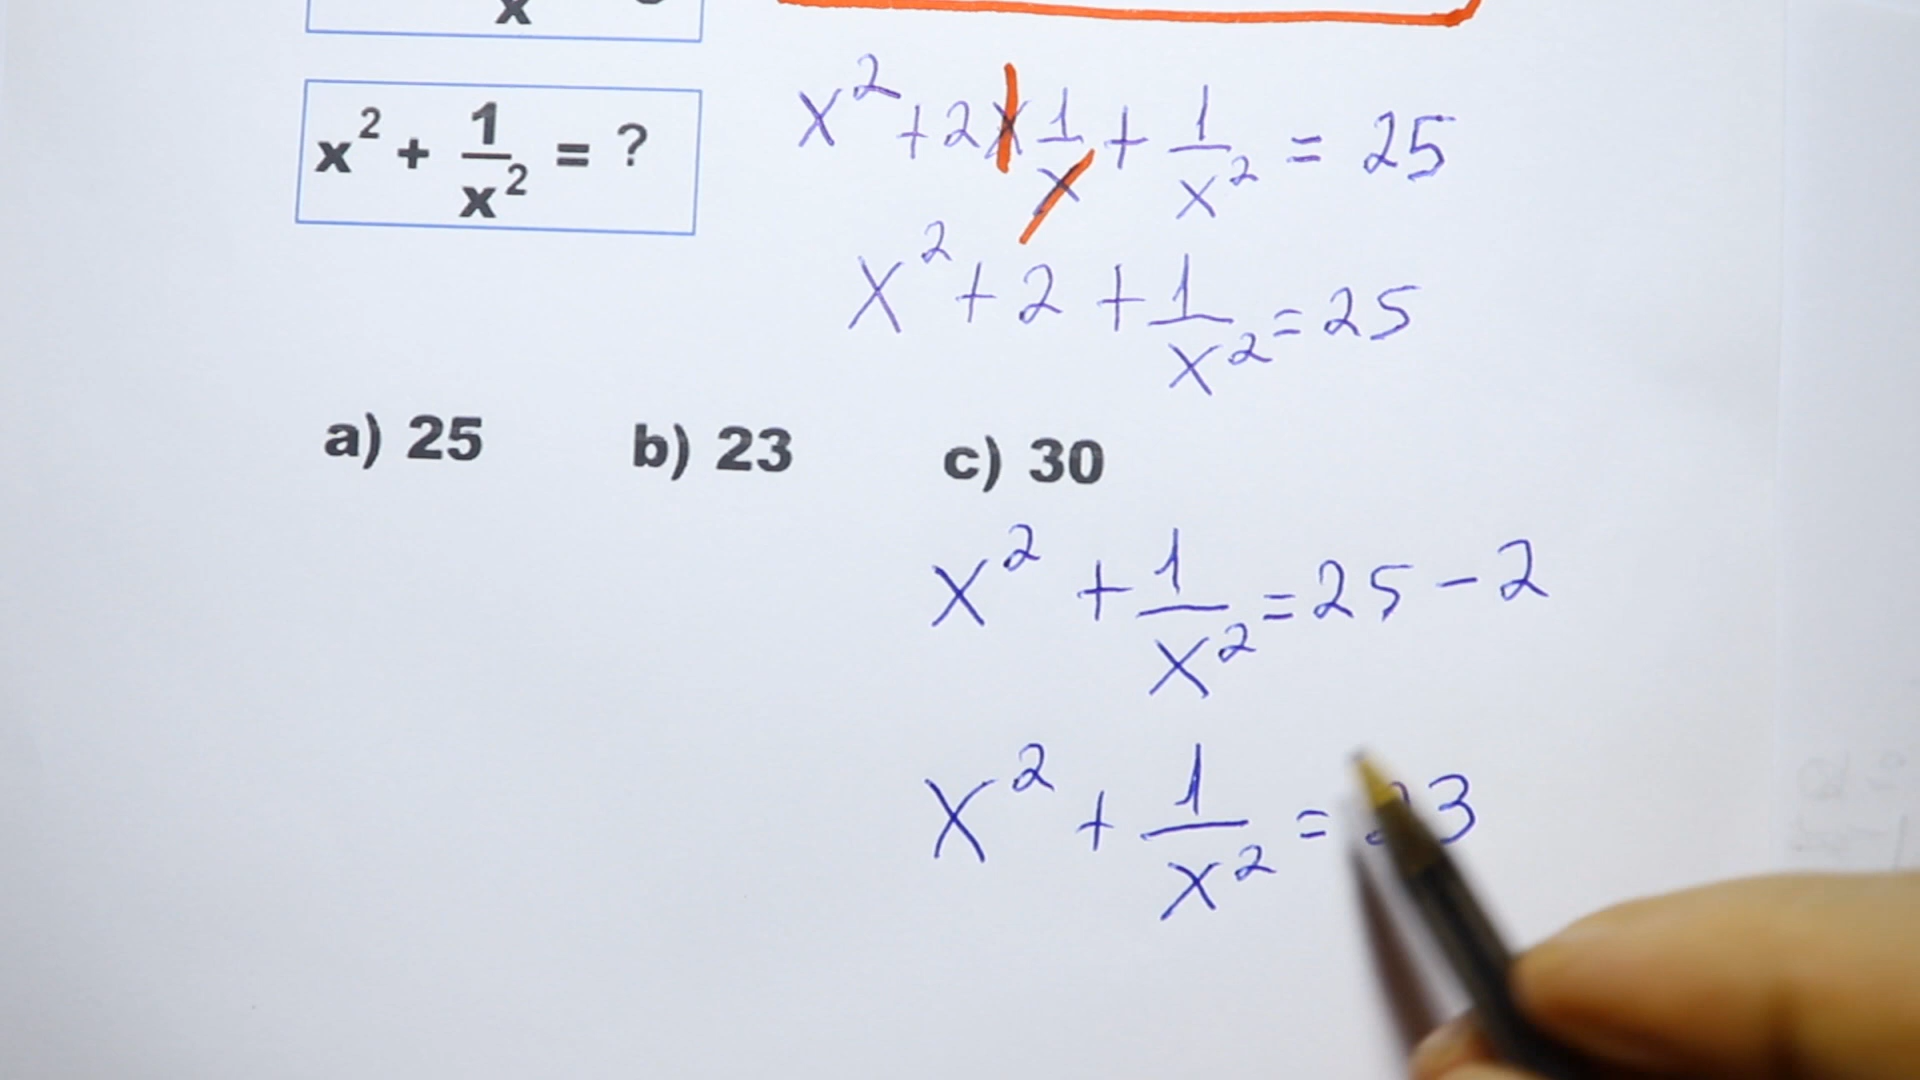 x
x² + 1/x² = ?
x² + 2x 1/x + 1/x² = 25
x² + 2 + 1/x² = 25
a) 25 b) 23 c) 30
x² + 1/x² = 25 - 2
x² + 1/x² = 23